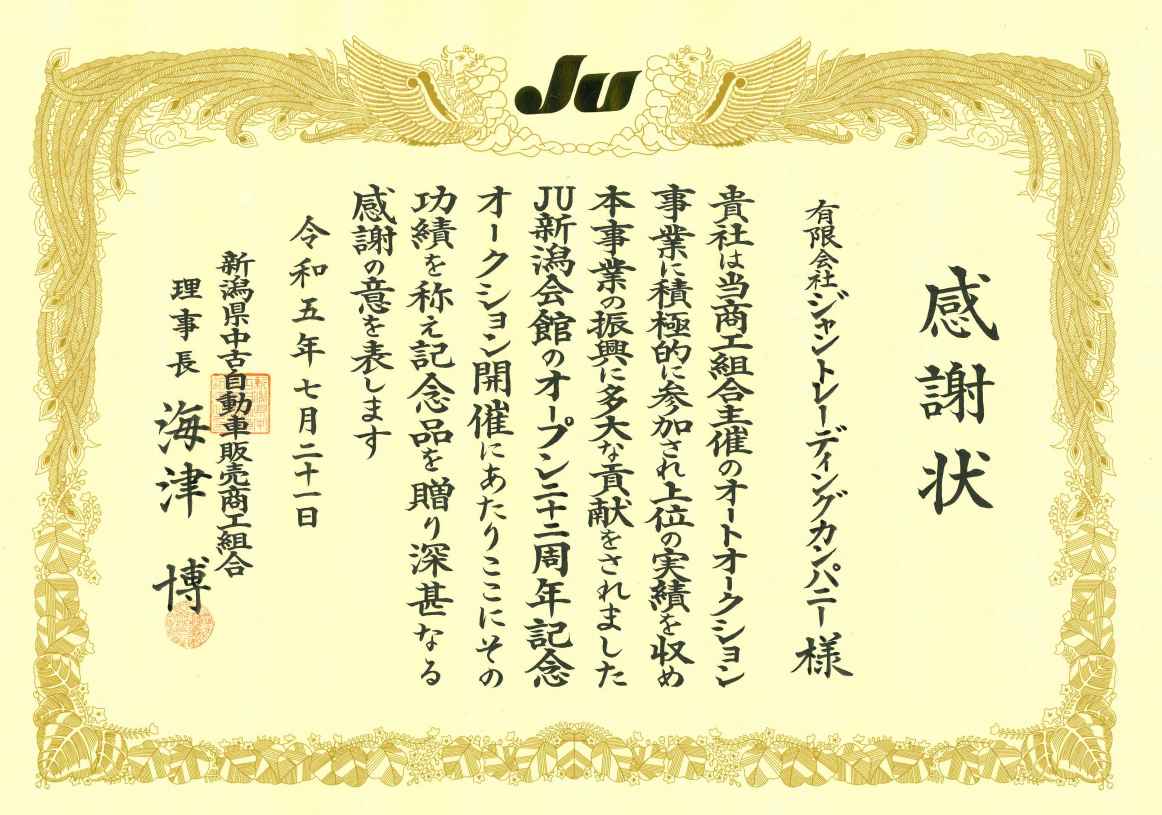 Ju
感謝状
有限会社ジャントレーディングカンパニー様
貴社は当商工組合主催のオートオークション
事業に積極的に参加され上位の実績を収め
本事業の振興に多大な貢献をされました
JU新潟会館のオープン二十二周年記念
オークション開催にあたりここにその
功績を称え記念品を贈り深甚なる
感謝の意を表します
令和五年七月二十一日
新潟県中古自動車販売商工組合
理事長 海津 博